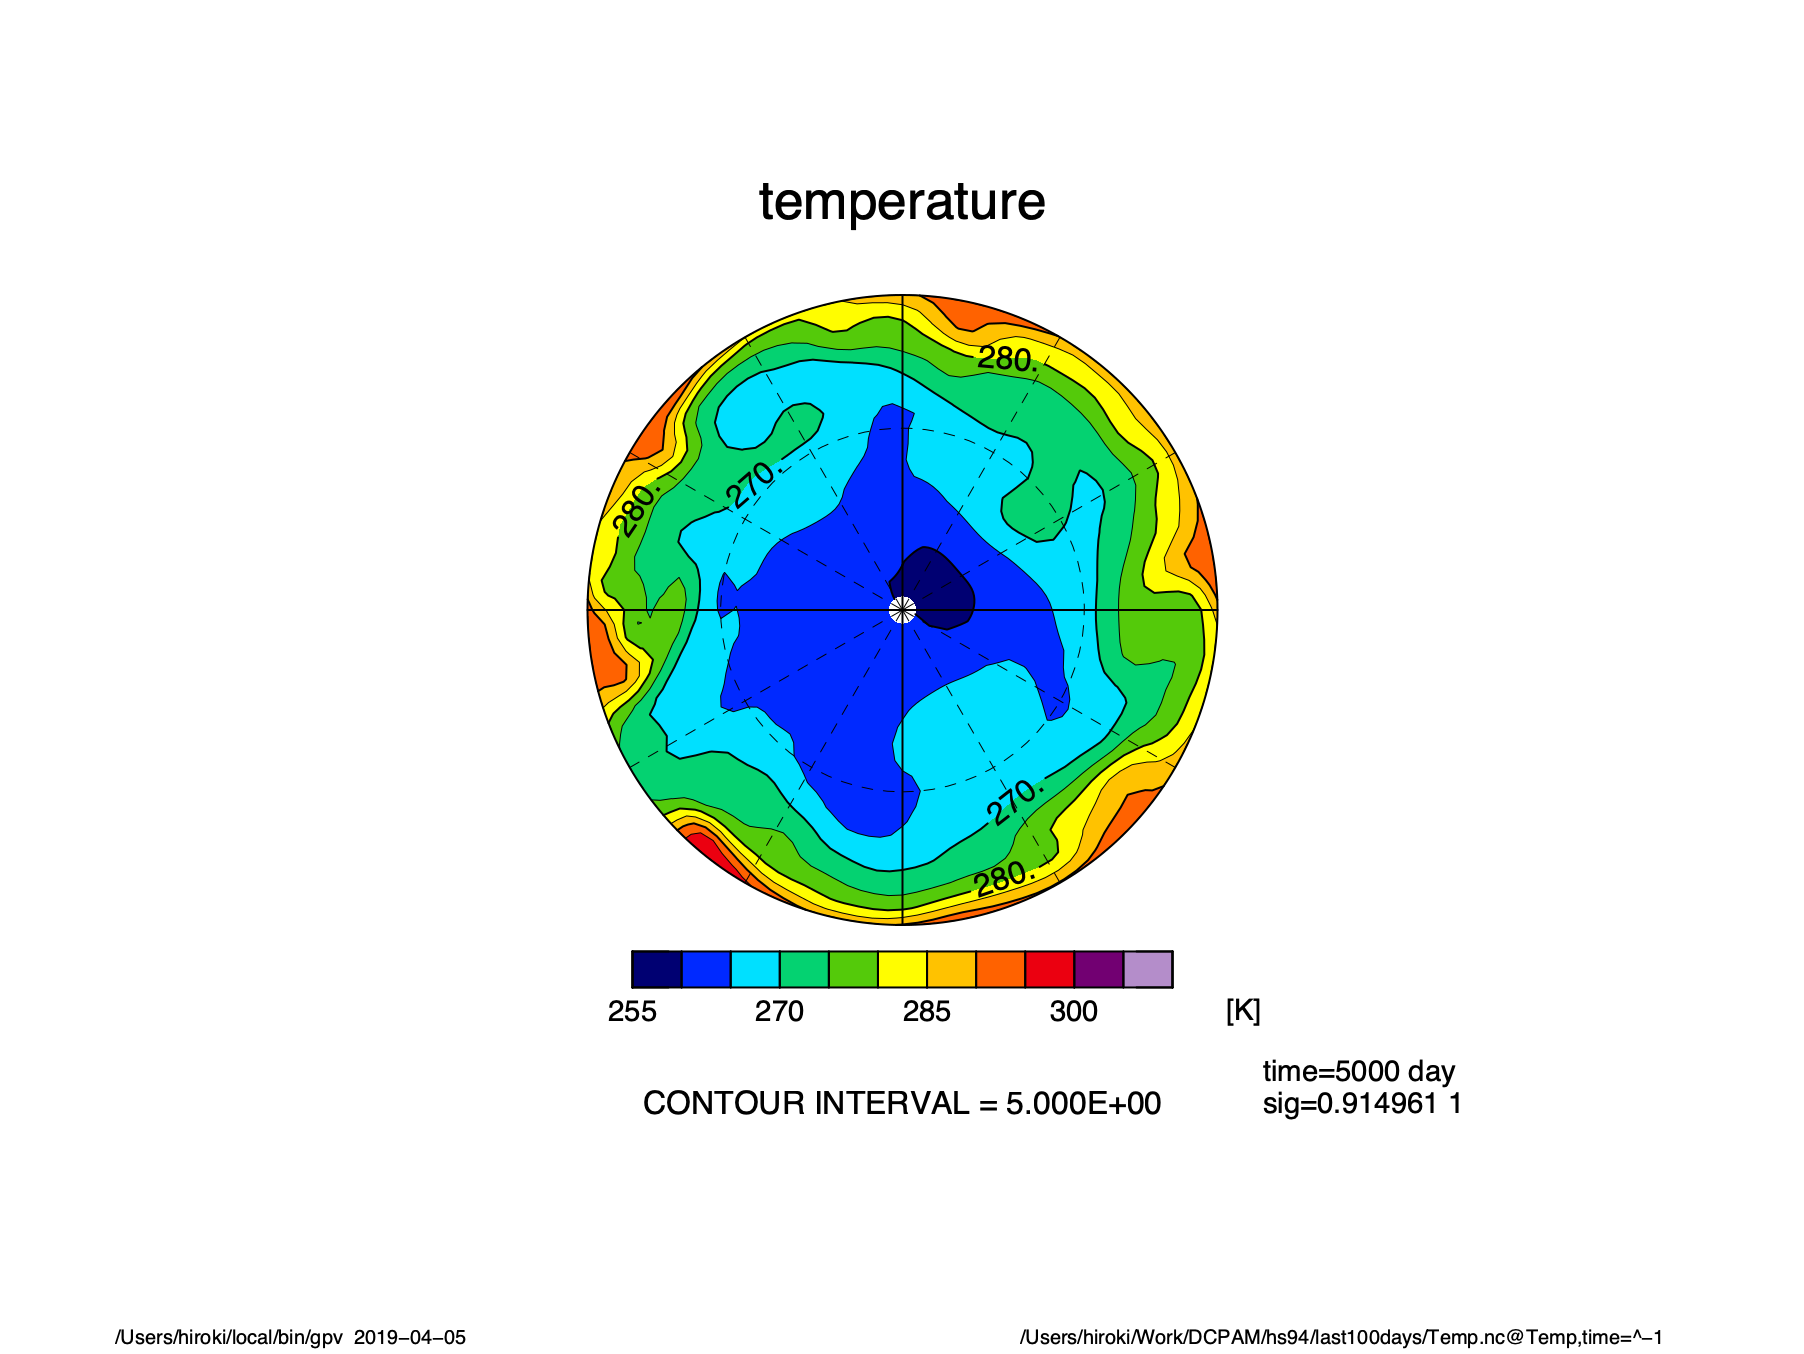 temperature
280.
270.
280.
270.
280.
255 270 285 300 [K]
time=5000 day
CONTOUR INTERVAL = 5.000E+00
sig=0.914961 1
/Users/hiroki/local/bin/gpv 2019-04-05
/Users/hiroki/Work/DCPAM/hs94/last100days/Temp.nc@Temp,time=^-1